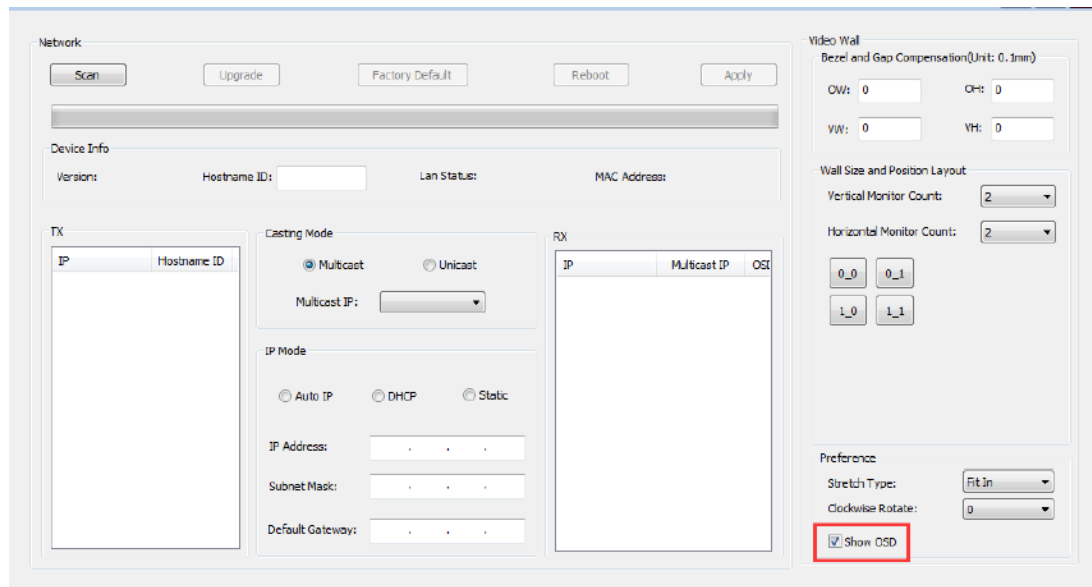 Network
Scan
Upgrade
Factory Default
Reboot
Apply
Device Info
Version:
Hostname ID:
Lan Status:
MAC Address:
TX
IP
Hostname ID
Casting Mode
Multicast
Unicast
Multicast IP:
IP Mode
Auto IP
DHCP
Static
IP Address:
. . .
Subnet Mask:
. . .
Default Gateway:
. . .
RX
IP
Multicast IP
OSI
Video Wall
Bezel and Gap Compensation(Unit: 0.1mm)
OW: 0
OH: 0
VW: 0
VH: 0
Wall Size and Position Layout
Vertical Monitor Count: 2
Horizontal Monitor Count: 2
0_0 0_1
1_0 1_1
Preference
Stretch Type: Fit In
Clockwise Rotate: 0
Show OSD